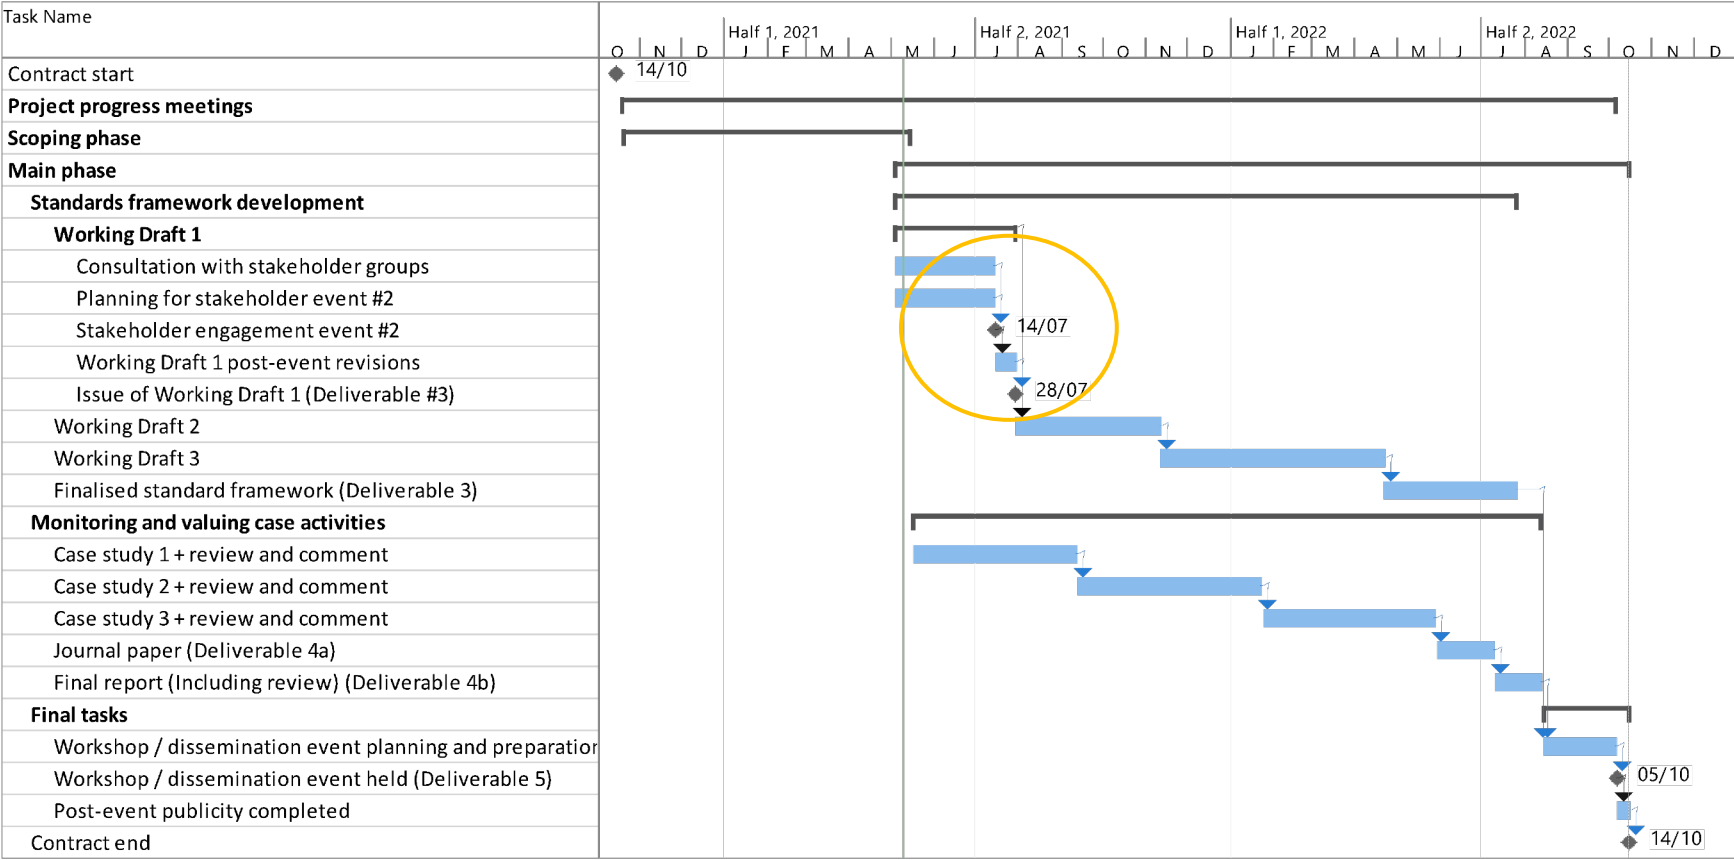 Task Name
Half 1, 2021 Half 2, 2021 Half 1, 2022 Half 2, 2022
O N D J F M A M J J A S O N D J F M A M J J A S O N D
Contract start 14/10
Project progress meetings
Scoping phase
Main phase
Standards framework development
Working Draft 1
Consultation with stakeholder groups
Planning for stakeholder event #2
Stakeholder engagement event #2 14/07
Working Draft 1 post-event revisions
Issue of Working Draft 1 (Deliverable #3) 28/07
Working Draft 2
Working Draft 3
Finalised standard framework (Deliverable 3)
Monitoring and valuing case activities
Case study 1 + review and comment
Case study 2 + review and comment
Case study 3 + review and comment
Journal paper (Deliverable 4a)
Final report (Including review) (Deliverable 4b)
Final tasks
Workshop / dissemination event planning and preparation
Workshop / dissemination event held (Deliverable 5) 05/10
Post-event publicity completed
Contract end 14/10